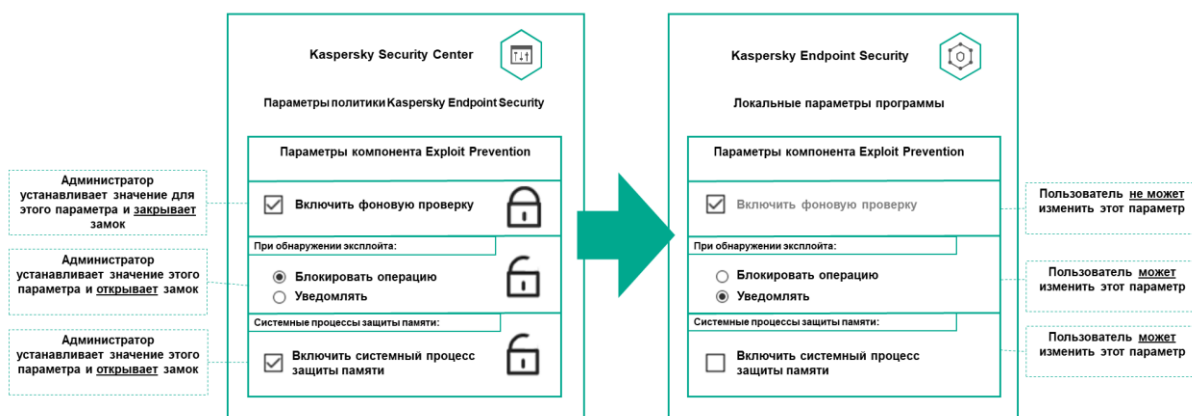 Kaspersky Security Center
Параметры политики Kaspersky Endpoint Security
Параметры компонента Exploit Prevention
Администратор
устанавливает значение для
этого параметра и закрывает
замок
Включить фоновую проверку
При обнаружении эксплойта:
Администратор
устанавливает значение этого
параметра и открывает замок
Блокировать операцию
Уведомлять
Системные процессы защиты памяти:
Администратор
устанавливает значение этого
параметра и открывает замок
Включить системный процесс
защиты памяти
Kaspersky Endpoint Security
Локальные параметры программы
Параметры компонента Exploit Prevention
Включить фоновую проверку
Пользователь не может
изменить этот параметр
При обнаружении эксплойта:
Блокировать операцию
Уведомлять
Пользователь может
изменить этот параметр
Системные процессы защиты памяти:
Включить системный процесс
защиты памяти
Пользователь может
изменить этот параметр